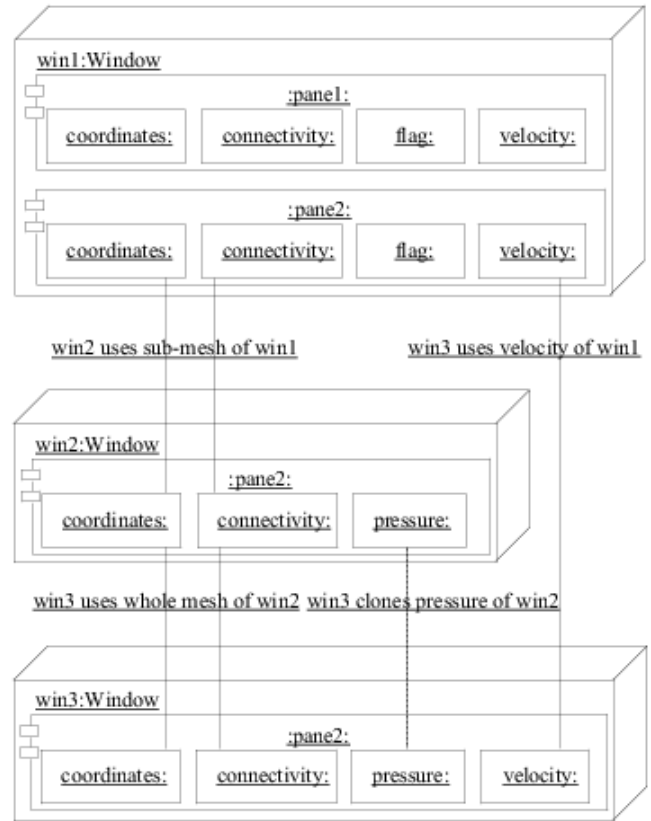 win1:Window
:pane1:
coordinates: connectivity: flag: velocity:
:pane2:
coordinates: connectivity: flag: velocity:
win2 uses sub-mesh of win1 win3 uses velocity of win1
win2:Window
:pane2:
coordinates: connectivity: pressure:
win3 uses whole mesh of win2 win3 clones pressure of win2
win3:Window
:pane2:
coordinates: connectivity: pressure: velocity: